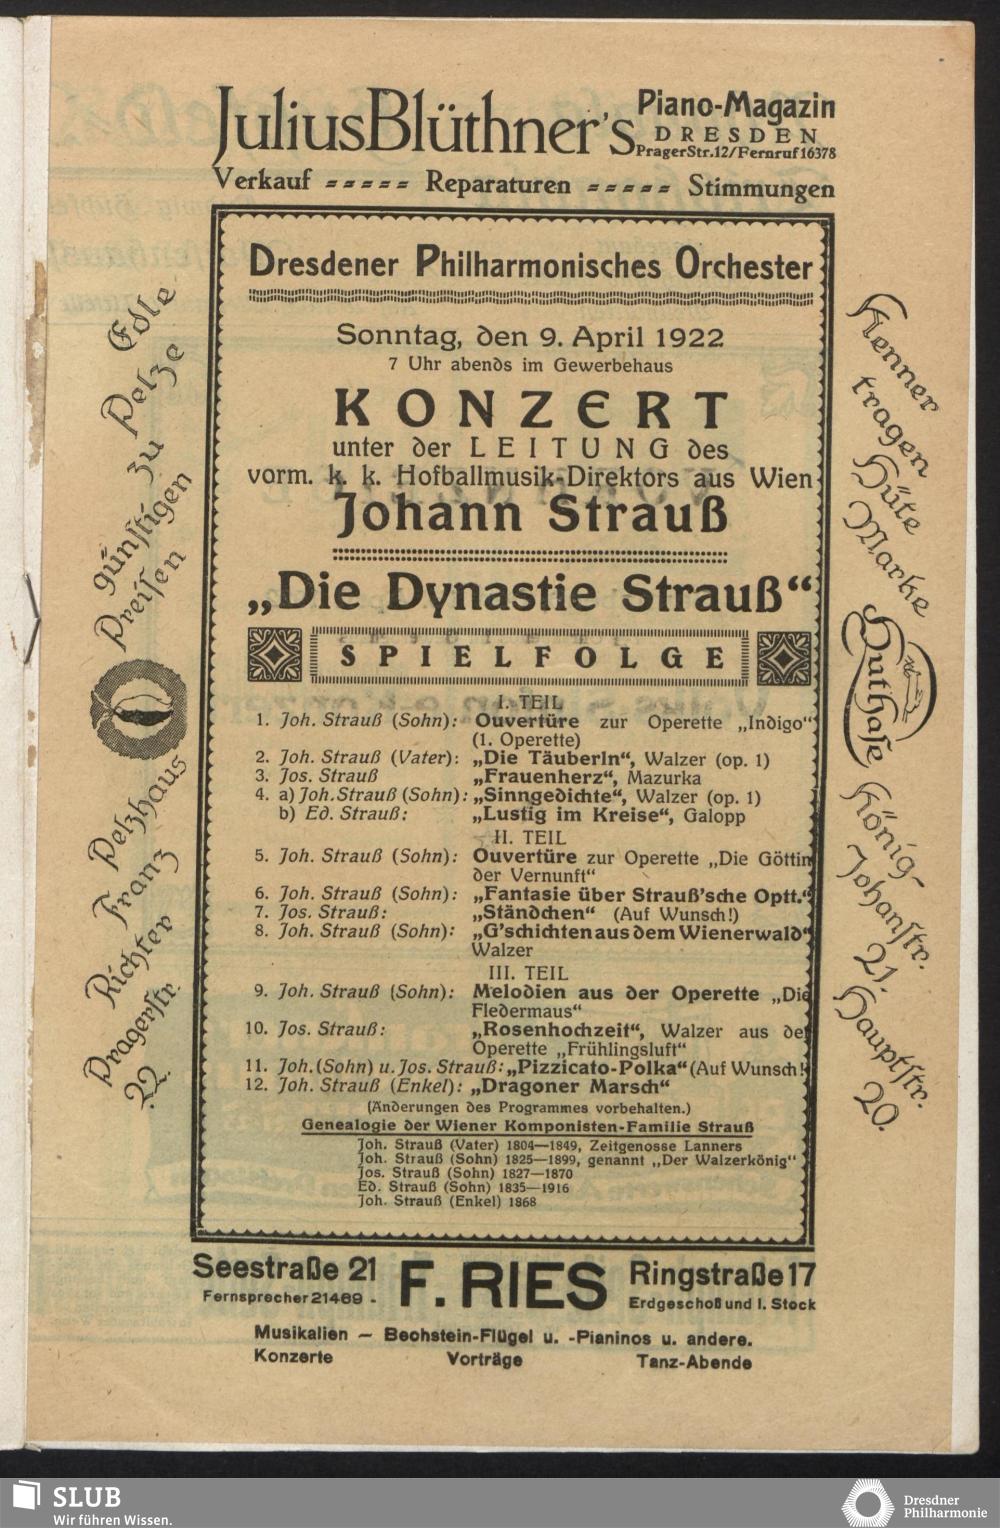 Julius Blüthner's Piano-Magazin
DRESDEN
Prager Str. 12 / Fernruf 16378
Verkauf ===== Reparaturen ===== Stimmungen
Dresdener Philharmonisches Orchester
Sonntag, den 9. April 1922
7 Uhr abends im Gewerbehaus
KONZERT
unter der LEITUNG des
vorm. k. k. Hofballmusik-Direktors aus Wien
Johann Strauß
„Die Dynastie Strauß“
SPIELFOLGE
I. TEIL
1. Joh. Strauß (Sohn): Ouvertüre zur Operette „Indigo“
(1. Operette)
2. Joh. Strauß (Vater): „Die Täuberln“, Walzer (op. 1)
3. Jos. Strauß „Frauenherz“, Mazurka
4. a) Joh. Strauß (Sohn): „Sinngedichte“, Walzer (op. 1)
b) Ed. Strauß: „Lustig im Kreise“, Galopp
II. TEIL
5. Joh. Strauß (Sohn): Ouvertüre zur Operette „Die Göttin
der Vernunft“
6. Joh. Strauß (Sohn): „Fantasie über Strauß'sche Optt.“
7. Jos. Strauß: „Ständchen“ (Auf Wunsch!)
8. Joh. Strauß (Sohn): „G'schichten aus dem Wienerwald“
Walzer
III. TEIL
9. Joh. Strauß (Sohn): Melodien aus der Operette „Die
Fledermaus“
10. Jos. Strauß: „Rosenhochzeit“, Walzer aus der
Operette „Frühlingsluft“
11. Joh. (Sohn) u. Jos. Strauß: „Pizzicato-Polka“ (Auf Wunsch!)
12. Joh. Strauß (Enkel): „Dragoner Marsch“
(Änderungen des Programmes vorbehalten.)
Genealogie der Wiener Komponisten-Familie Strauß
Joh. Strauß (Vater) 1804—1849, Zeitgenosse Lanners
Joh. Strauß (Sohn) 1825—1899, genannt „Der Walzerkönig“
Jos. Strauß (Sohn) 1827—1870
Ed. Strauß (Sohn) 1835—1916
Joh. Strauß (Enkel) 1868
Edle
Pelze
zu
günstigen
Preisen
Pelzhaus
Franz
Richter
Pragerstr.
22.
Kenner
tragen
Hüte
Marke
Huthase
König-
Johanstr.
21.
Hauptstr.
20.
Seestraße 21 F. RIES Ringstraße 17
Fernsprecher 21469 - Erdgeschoß und I. Stock
Musikalien — Bechstein-Flügel u. -Pianinos u. andere.
Konzerte Vorträge Tanz-Abende
SLUB
Wir führen Wissen.
Dresdner
Philharmonie